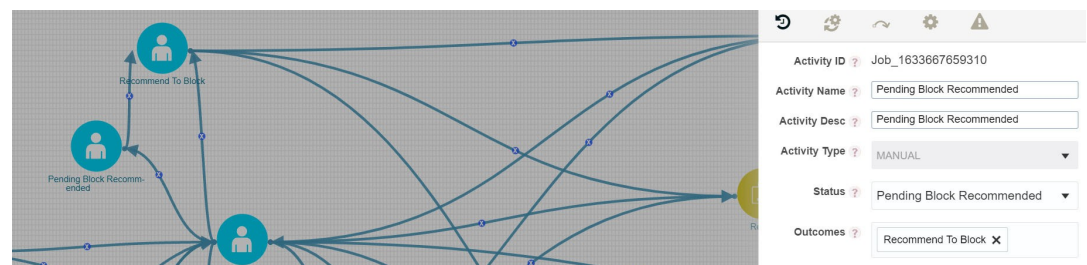 Recommend To Block
Pending Block Recomm-
ended
Activity ID ? Job_1633667659310
Activity Name ? Pending Block Recommended
Activity Desc ? Pending Block Recommended
Activity Type ? MANUAL
Status ? Pending Block Recommended
Outcomes ? Recommend To Block X